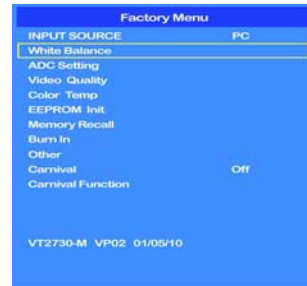 Factory Menu
INPUT SOURCE PC
White Balance
ADC Setting
Video Quality
Color Temp
EEPROM Init
Memory Recall
Burn In
Other
Carnival Off
Carnival Function
VT2730-M VP02 01/05/10